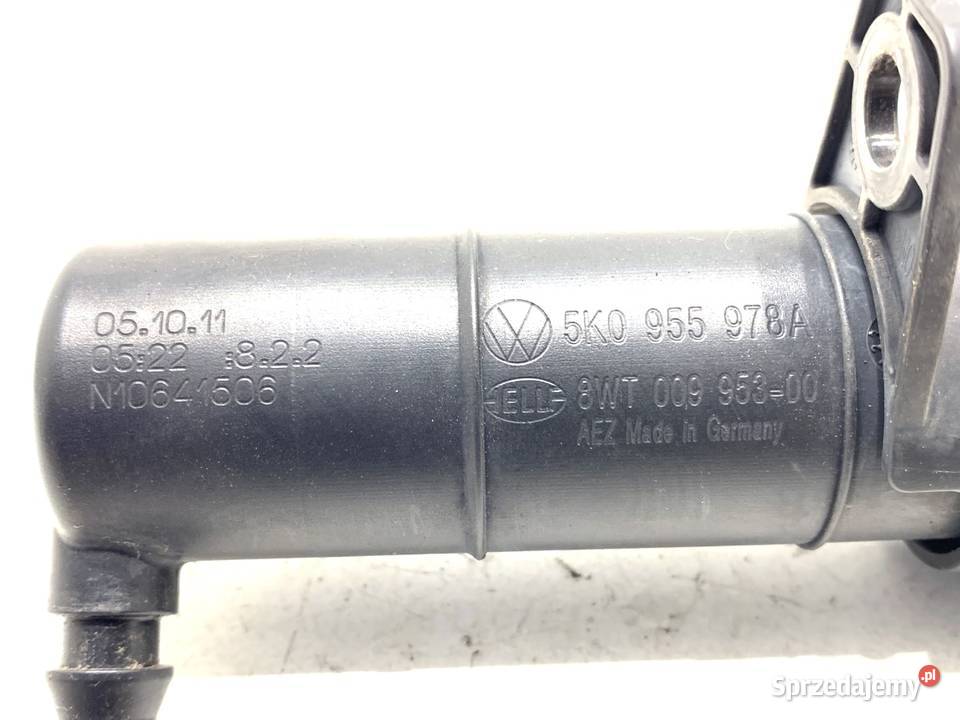 05.10.11
05:22 :8.2.2
N10641506
VW 5K0 955 978A
HELLA 8WT 009 953-00
AEZ Made in Germany
Sprzedajemy.pl